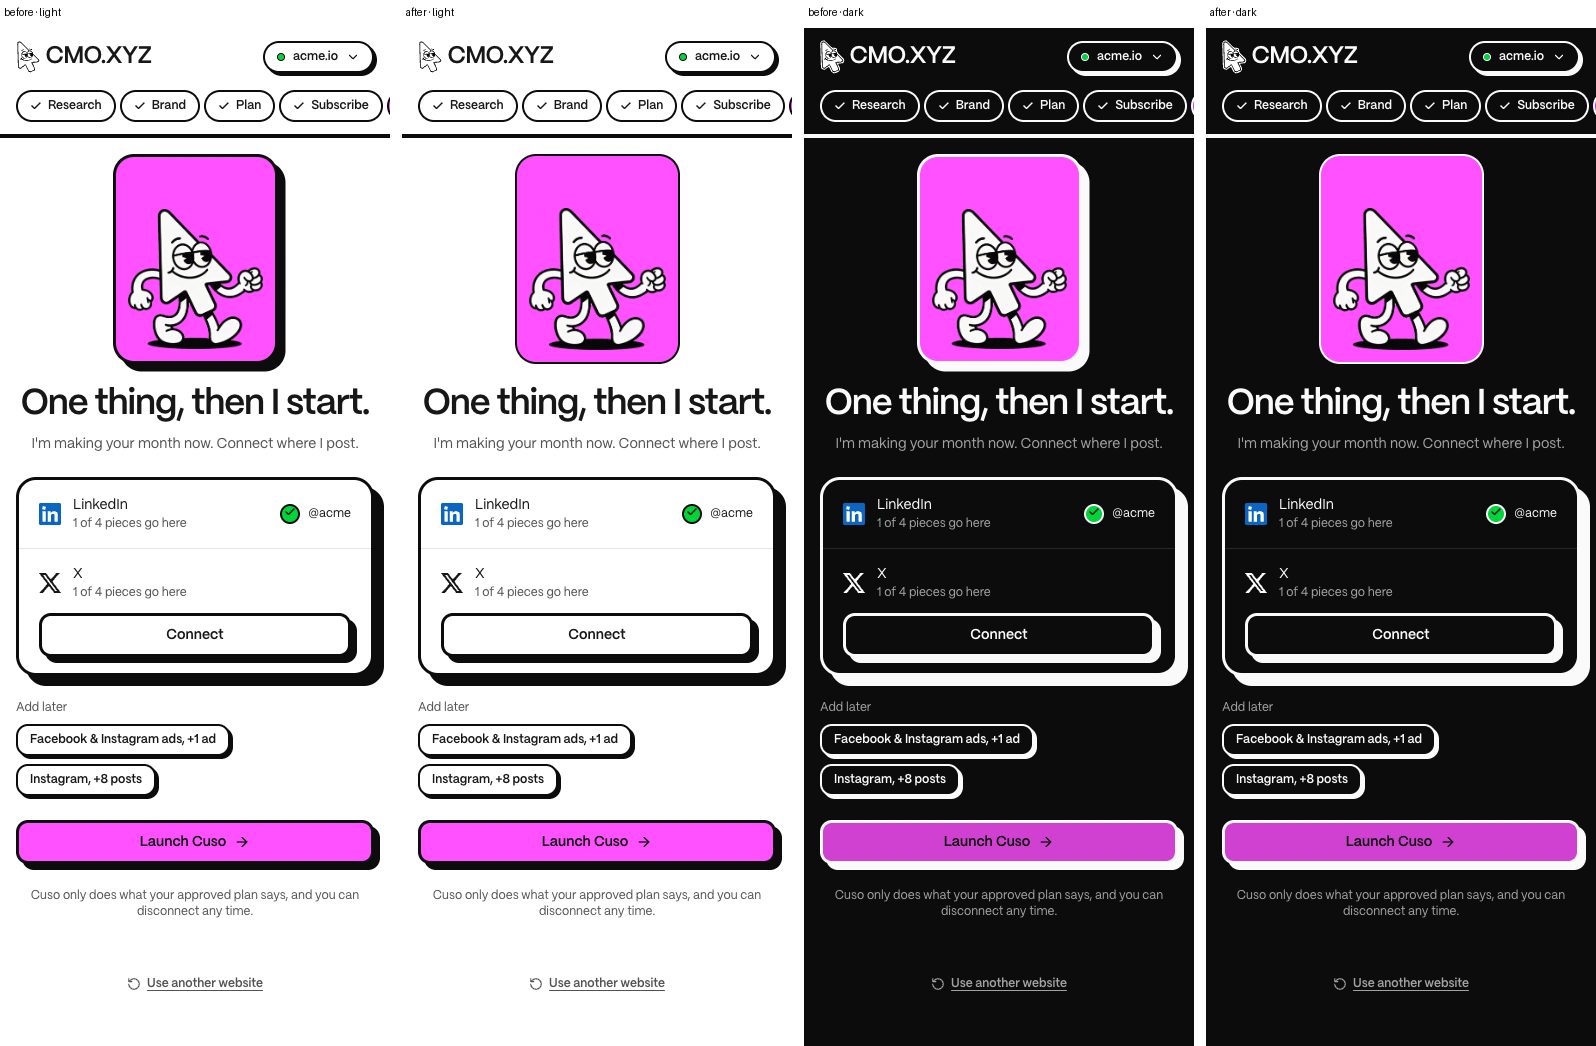 before · light
CMO.XYZ
acme.io
Research
Brand
Plan
Subscribe
One thing, then I start.
I'm making your month now. Connect where I post.
LinkedIn
1 of 4 pieces go here
@acme
X
1 of 4 pieces go here
Connect
Add later
Facebook & Instagram ads, +1 ad
Instagram, +8 posts
Launch Cuso
Cuso only does what your approved plan says, and you can
disconnect any time.
Use another website
after · light
CMO.XYZ
acme.io
Research
Brand
Plan
Subscribe
One thing, then I start.
I'm making your month now. Connect where I post.
LinkedIn
1 of 4 pieces go here
@acme
X
1 of 4 pieces go here
Connect
Add later
Facebook & Instagram ads, +1 ad
Instagram, +8 posts
Launch Cuso
Cuso only does what your approved plan says, and you can
disconnect any time.
Use another website
before · dark
CMO.XYZ
acme.io
Research
Brand
Plan
Subscribe
One thing, then I start.
I'm making your month now. Connect where I post.
LinkedIn
1 of 4 pieces go here
@acme
X
1 of 4 pieces go here
Connect
Add later
Facebook & Instagram ads, +1 ad
Instagram, +8 posts
Launch Cuso
Cuso only does what your approved plan says, and you can
disconnect any time.
Use another website
after · dark
CMO.XYZ
acme.io
Research
Brand
Plan
Subscribe
One thing, then I start.
I'm making your month now. Connect where I post.
LinkedIn
1 of 4 pieces go here
@acme
X
1 of 4 pieces go here
Connect
Add later
Facebook & Instagram ads, +1 ad
Instagram, +8 posts
Launch Cuso
Cuso only does what your approved plan says, and you can
disconnect any time.
Use another website